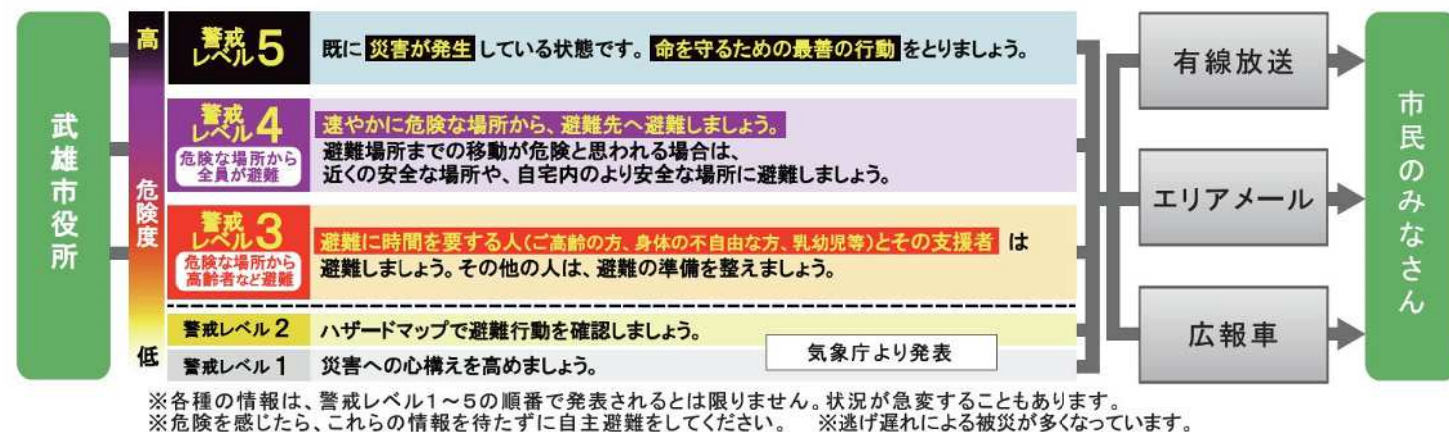 武雄市役所
高
危険度
低
警戒レベル5
既に災害が発生している状態です。命を守るための最善の行動をとりましょう。
警戒レベル4
危険な場所から
全員が避難
速やかに危険な場所から、避難先へ避難しましょう。
避難場所までの移動が危険と思われる場合は、
近くの安全な場所や、自宅内のより安全な場所に避難しましょう。
警戒レベル3
危険な場所から
高齢者など避難
避難に時間を要する人(ご高齢の方、身体の不自由な方、乳幼児等)とその支援者 は
避難しましょう。その他の人は、避難の準備を整えましょう。
警戒レベル 2
ハザードマップで避難行動を確認しましょう。
警戒レベル 1
災害への心構えを高めましょう。
気象庁より発表
有線放送
エリアメール
広報車
市民のみなさん
※各種の情報は、警戒レベル1~5の順番で発表されるとは限りません。状況が急変することもあります。
※危険を感じたら、これらの情報を待たずに自主避難をしてください。 ※逃げ遅れによる被災が多くなっています。